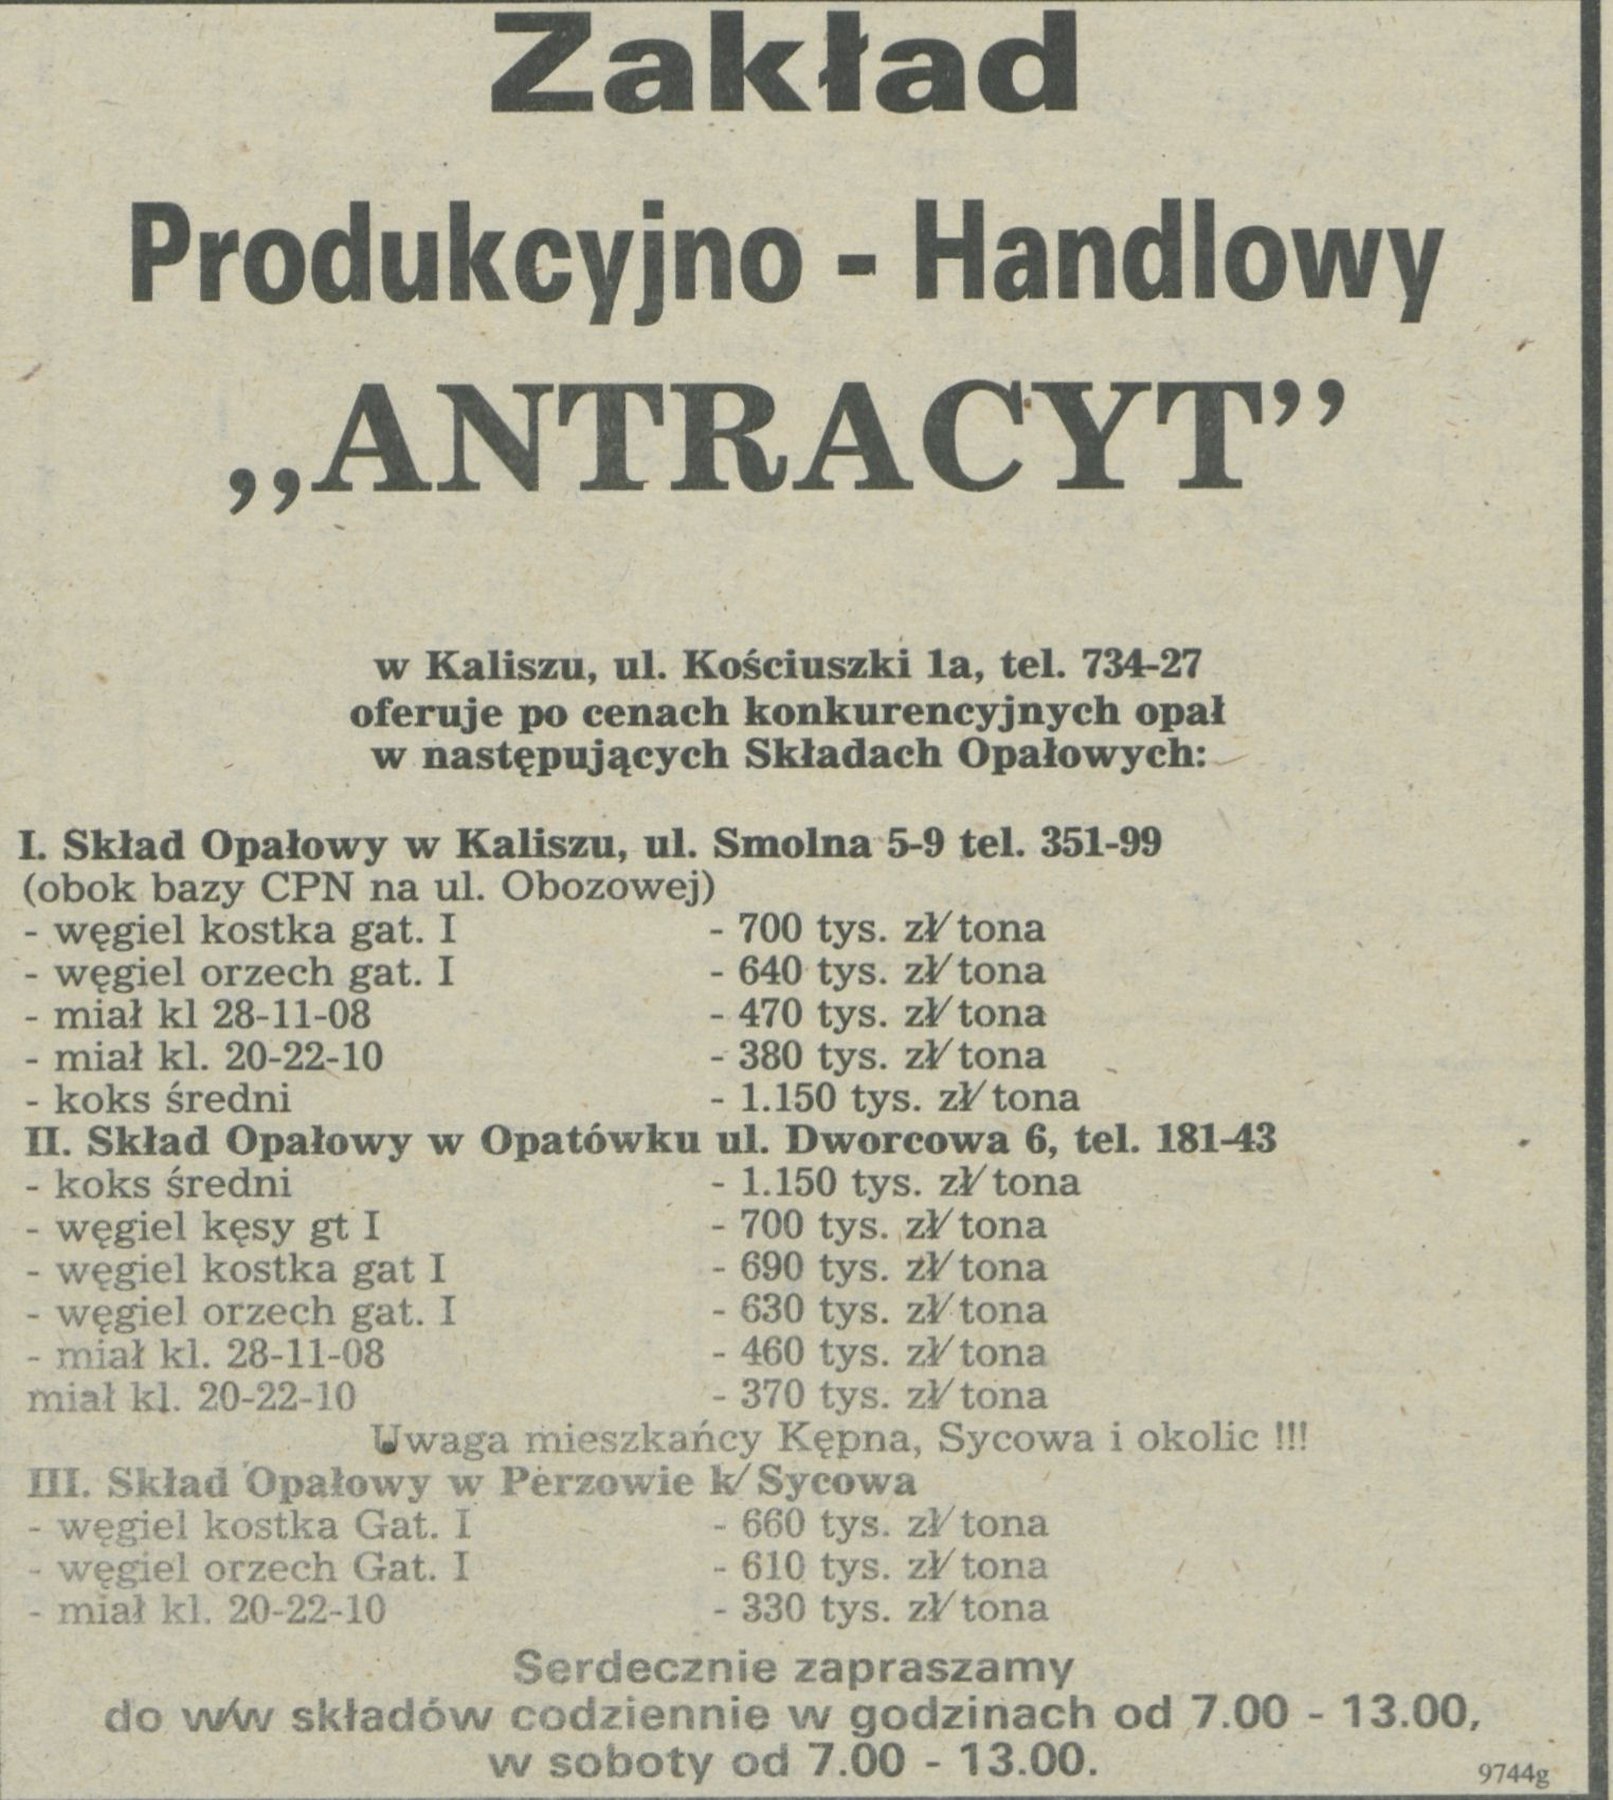 Zakład
Produkcyjno - Handlowy
„ANTRACYT”
w Kaliszu, ul. Kościuszki 1a, tel. 734-27
oferuje po cenach konkurencyjnych opał
w następujących Składach Opałowych:
I. Skład Opałowy w Kaliszu, ul. Smolna 5-9 tel. 351-99
(obok bazy CPN na ul. Obozowej)
- węgiel kostka gat. I - 700 tys. zł/tona
- węgiel orzech gat. I - 640 tys. zł/tona
- miał kl 28-11-08 - 470 tys. zł/tona
- miał kl. 20-22-10 - 380 tys. zł/tona
- koks średni - 1.150 tys. zł/tona
II. Skład Opałowy w Opatówku ul. Dworcowa 6, tel. 181-43
- koks średni - 1.150 tys. zł/tona
- węgiel kęsy gt I - 700 tys. zł/tona
- węgiel kostka gat I - 690 tys. zł/tona
- węgiel orzech gat. I - 630 tys. zł/tona
- miał kl. 28-11-08 - 460 tys. zł/tona
miał kl. 20-22-10 - 370 tys. zł/tona
Uwaga mieszkańcy Kępna, Sycowa i okolic !!!
III. Skład Opałowy w Perzowie k/Sycowa
- węgiel kostka Gat. I - 660 tys. zł/tona
- węgiel orzech Gat. I - 610 tys. zł/tona
- miał kl. 20-22-10 - 330 tys. zł/tona
Serdecznie zapraszamy
do w/w składów codziennie w godzinach od 7.00 - 13.00,
w soboty od 7.00 - 13.00.
9744g